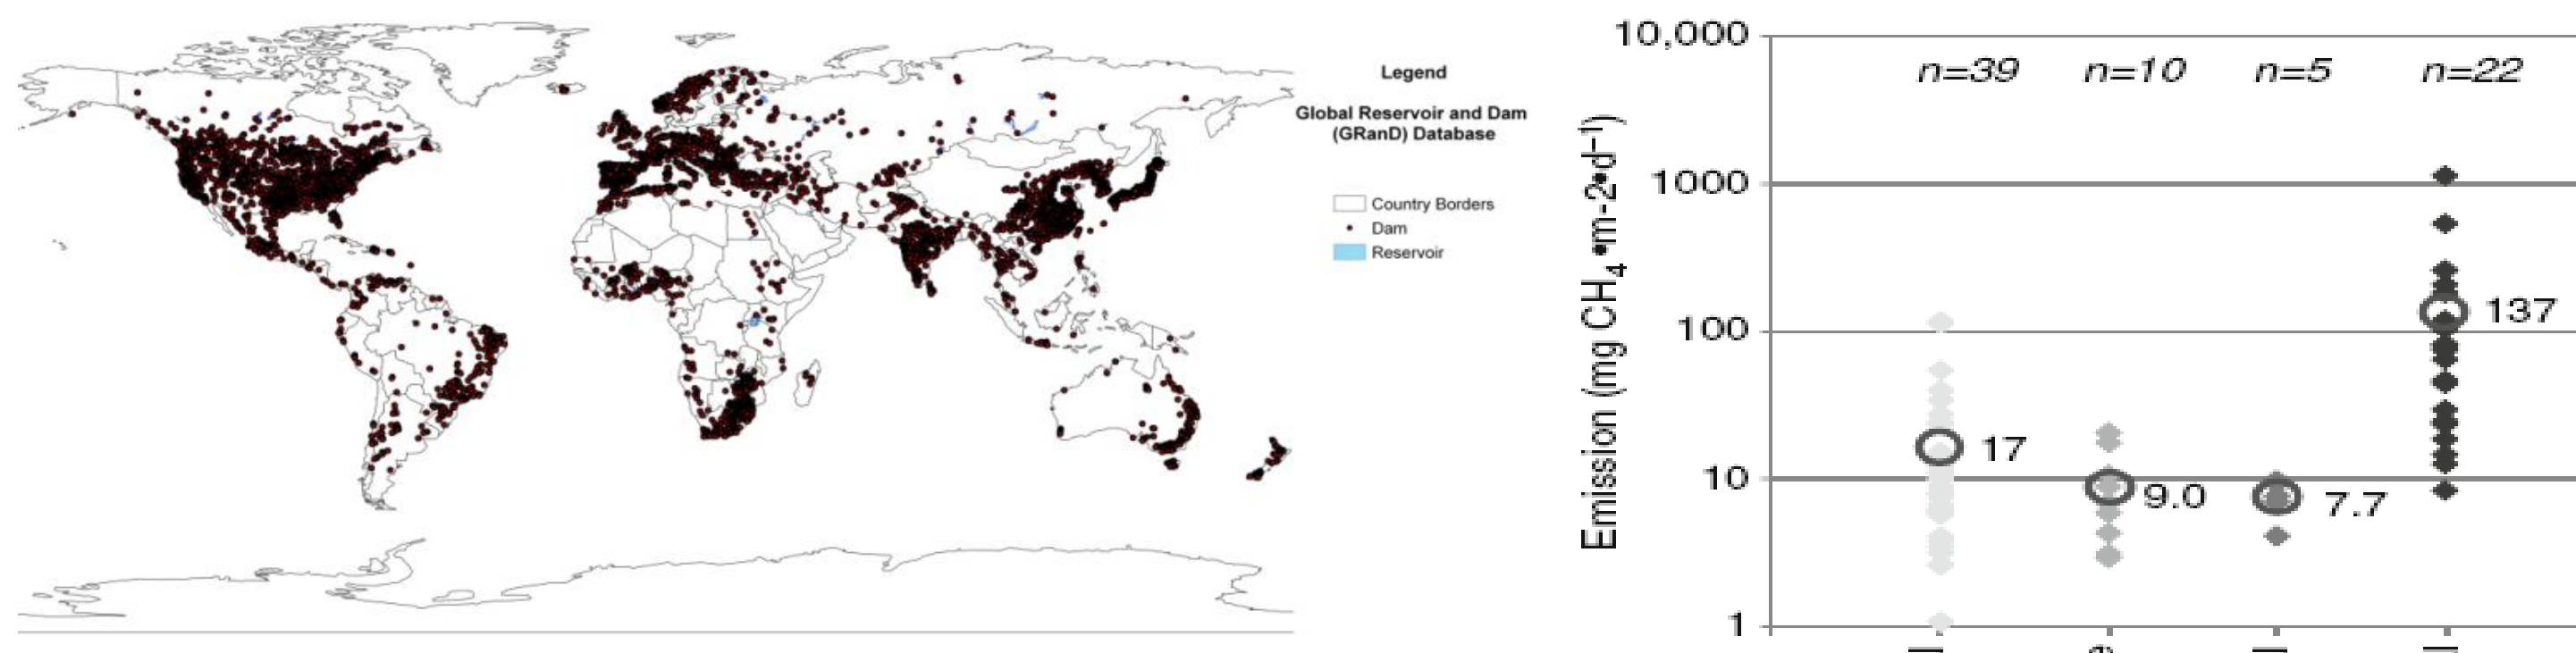 Legend
Global Reservoir and Dam
(GRanD) Database
Country Borders
Dam
Reservoir
Emission (mg CH₄•m-2•d⁻¹)
10,000
1000
100
10
1
n=39 n=10 n=5 n=22
17
9.0
7.7
137